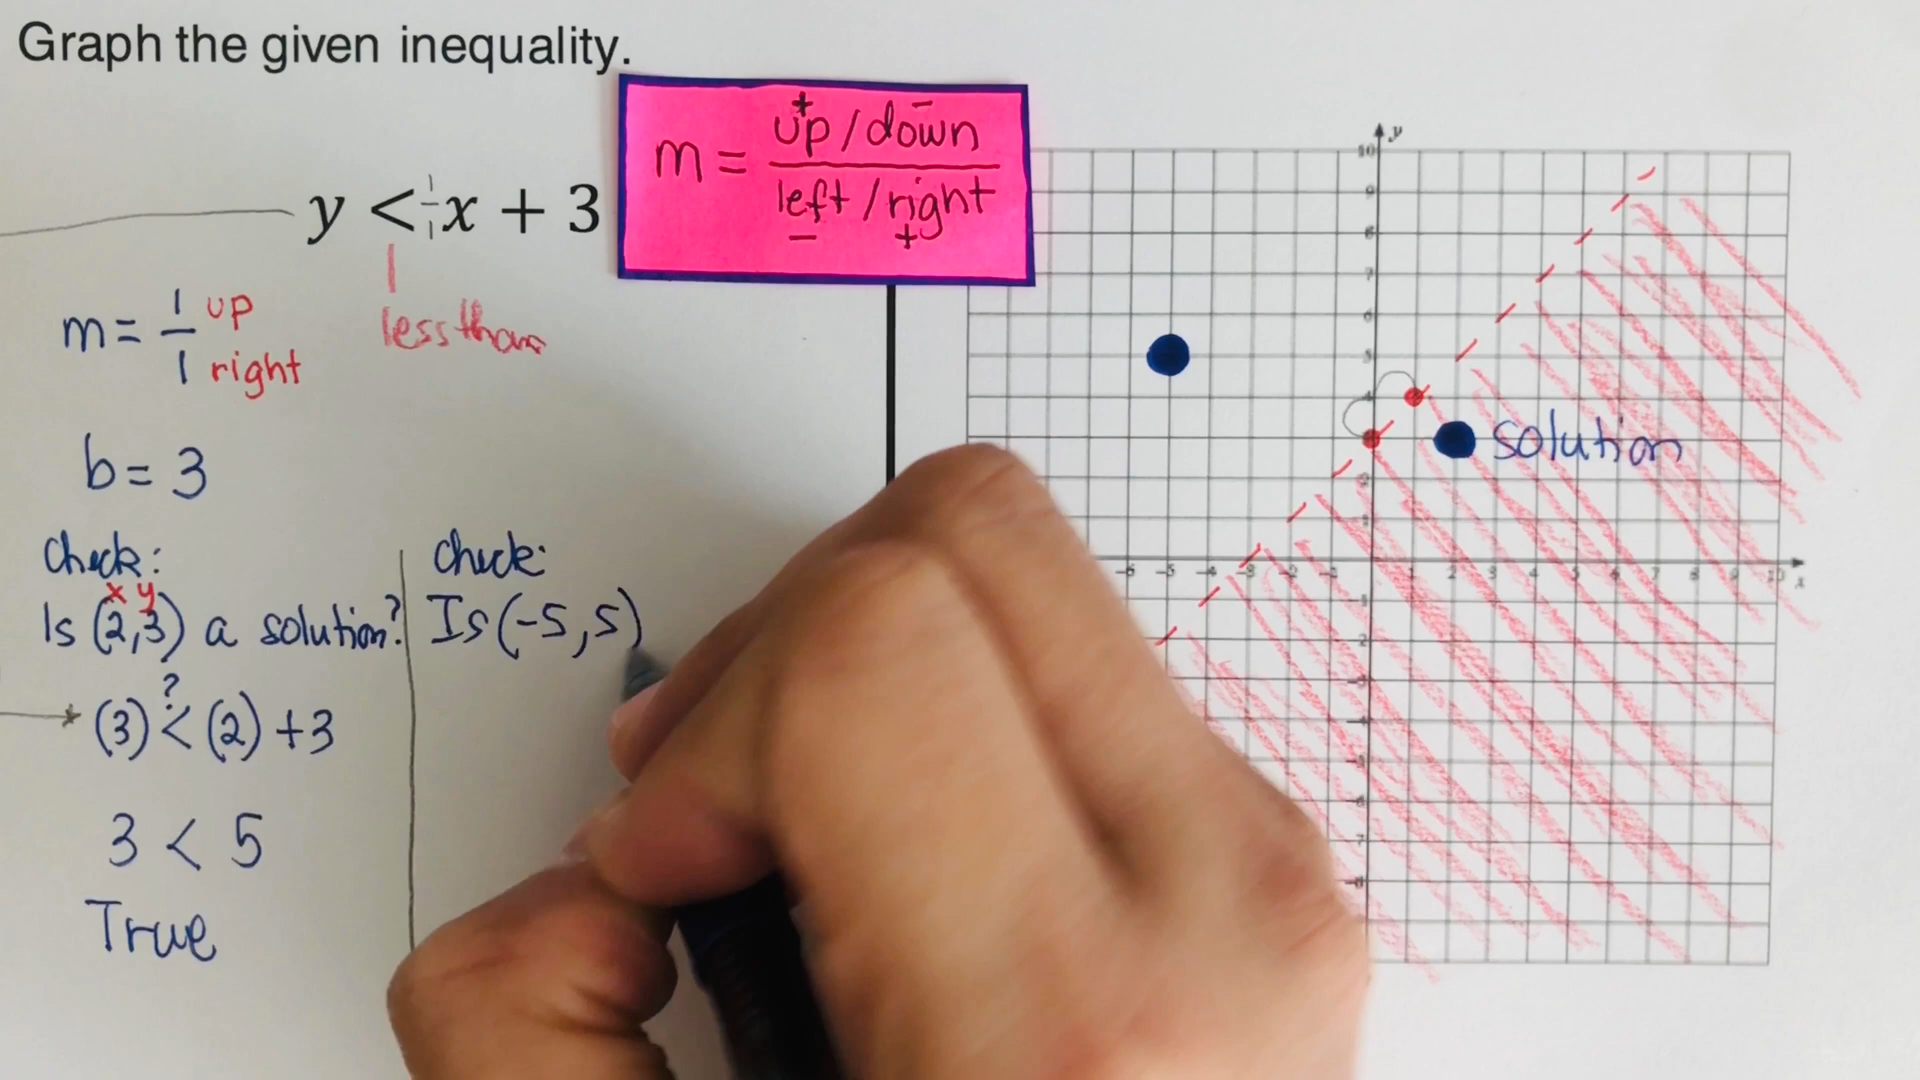 Graph the given inequality.
y < 1/1 x + 3
m = up/down
left/right
+ −
− +
m = 1/1 up
right
less than
b = 3
Check:
x y
Is (2,3) a solution?
(3) <? (2) + 3
3 < 5
True
Check:
Is (-5,5)
solution
y
x